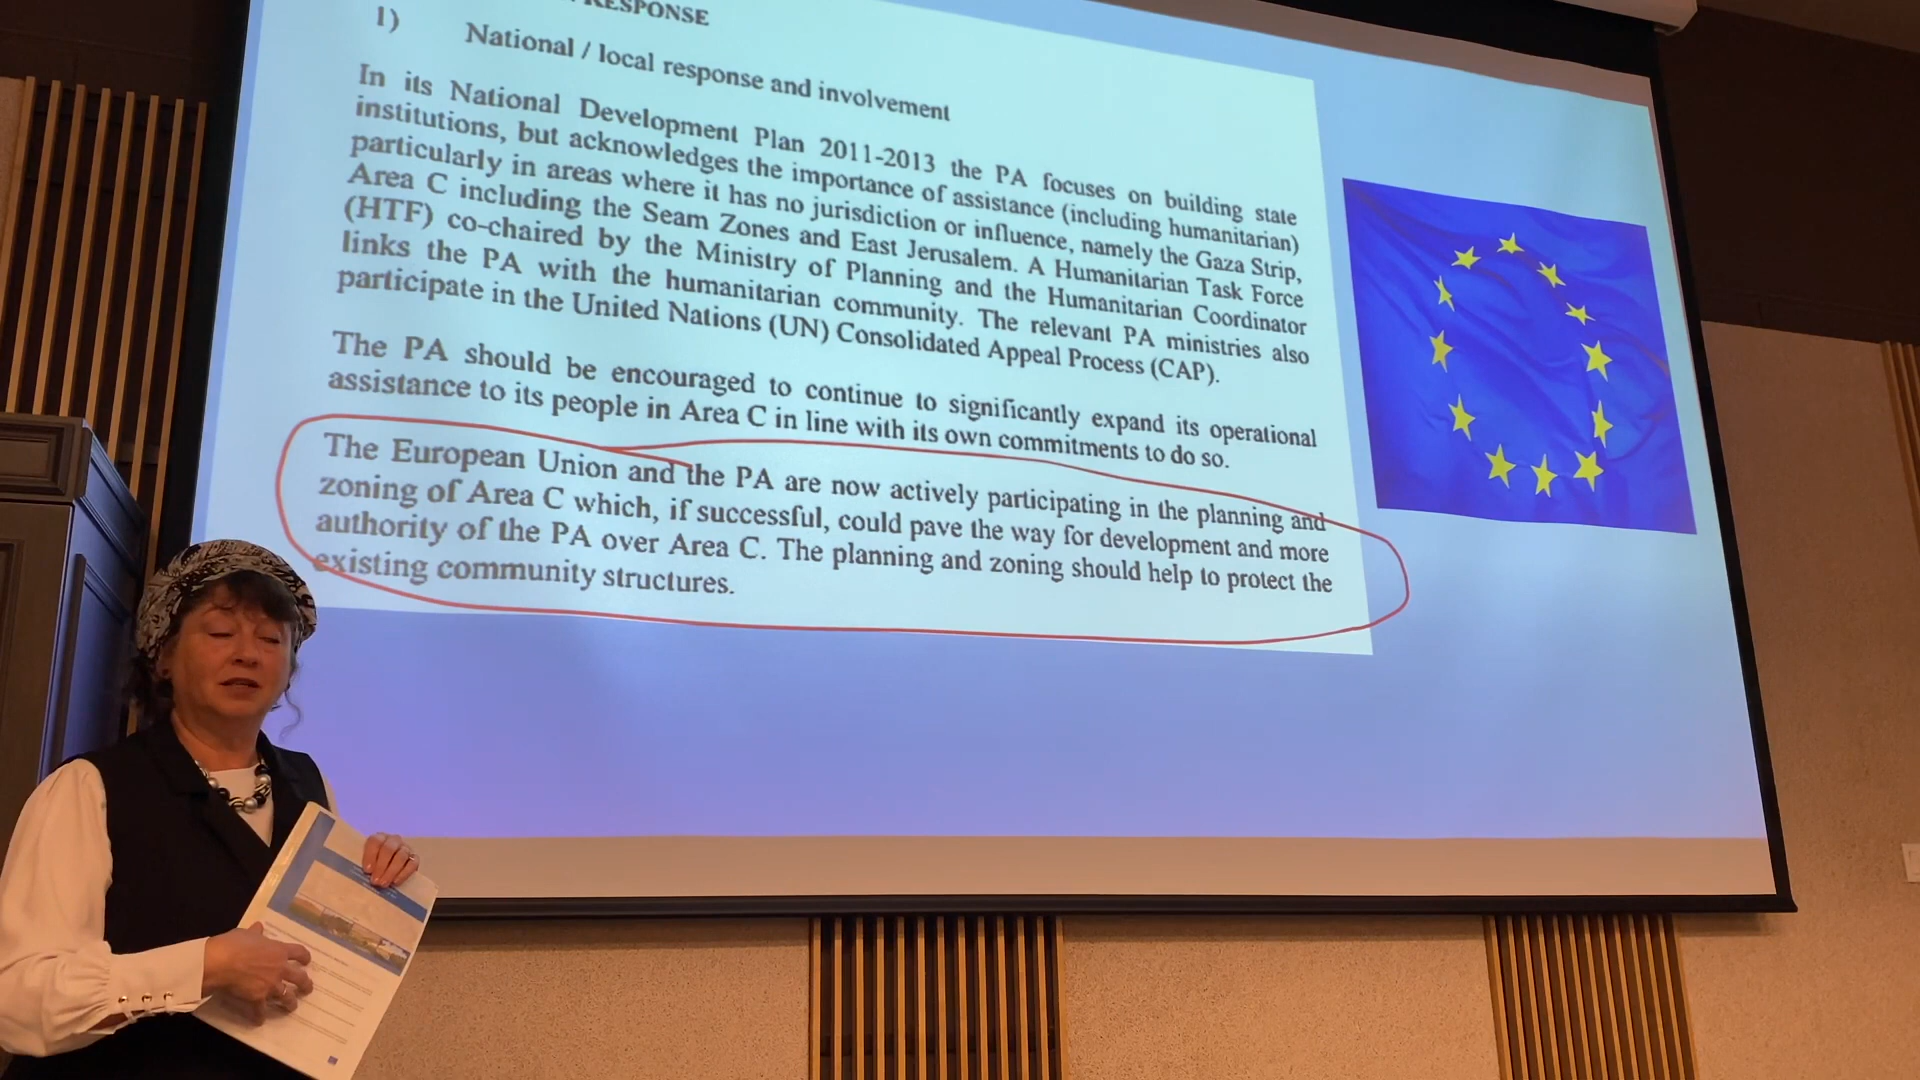 RESPONSE
1) National / local response and involvement
In its National Development Plan 2011-2013 the PA focuses on building state
institutions, but acknowledges the importance of assistance (including humanitarian)
particularly in areas where it has no jurisdiction or influence, namely the Gaza Strip,
Area C including the Seam Zones and East Jerusalem. A Humanitarian Task Force
(HTF) co-chaired by the Ministry of Planning and the Humanitarian Coordinator
links the PA with the humanitarian community. The relevant PA ministries also
participate in the United Nations (UN) Consolidated Appeal Process (CAP).
The PA should be encouraged to continue to significantly expand its operational
assistance to its people in Area C in line with its own commitments to do so.
The European Union and the PA are now actively participating in the planning and
zoning of Area C which, if successful, could pave the way for development and more
authority of the PA over Area C. The planning and zoning should help to protect the
existing community structures.